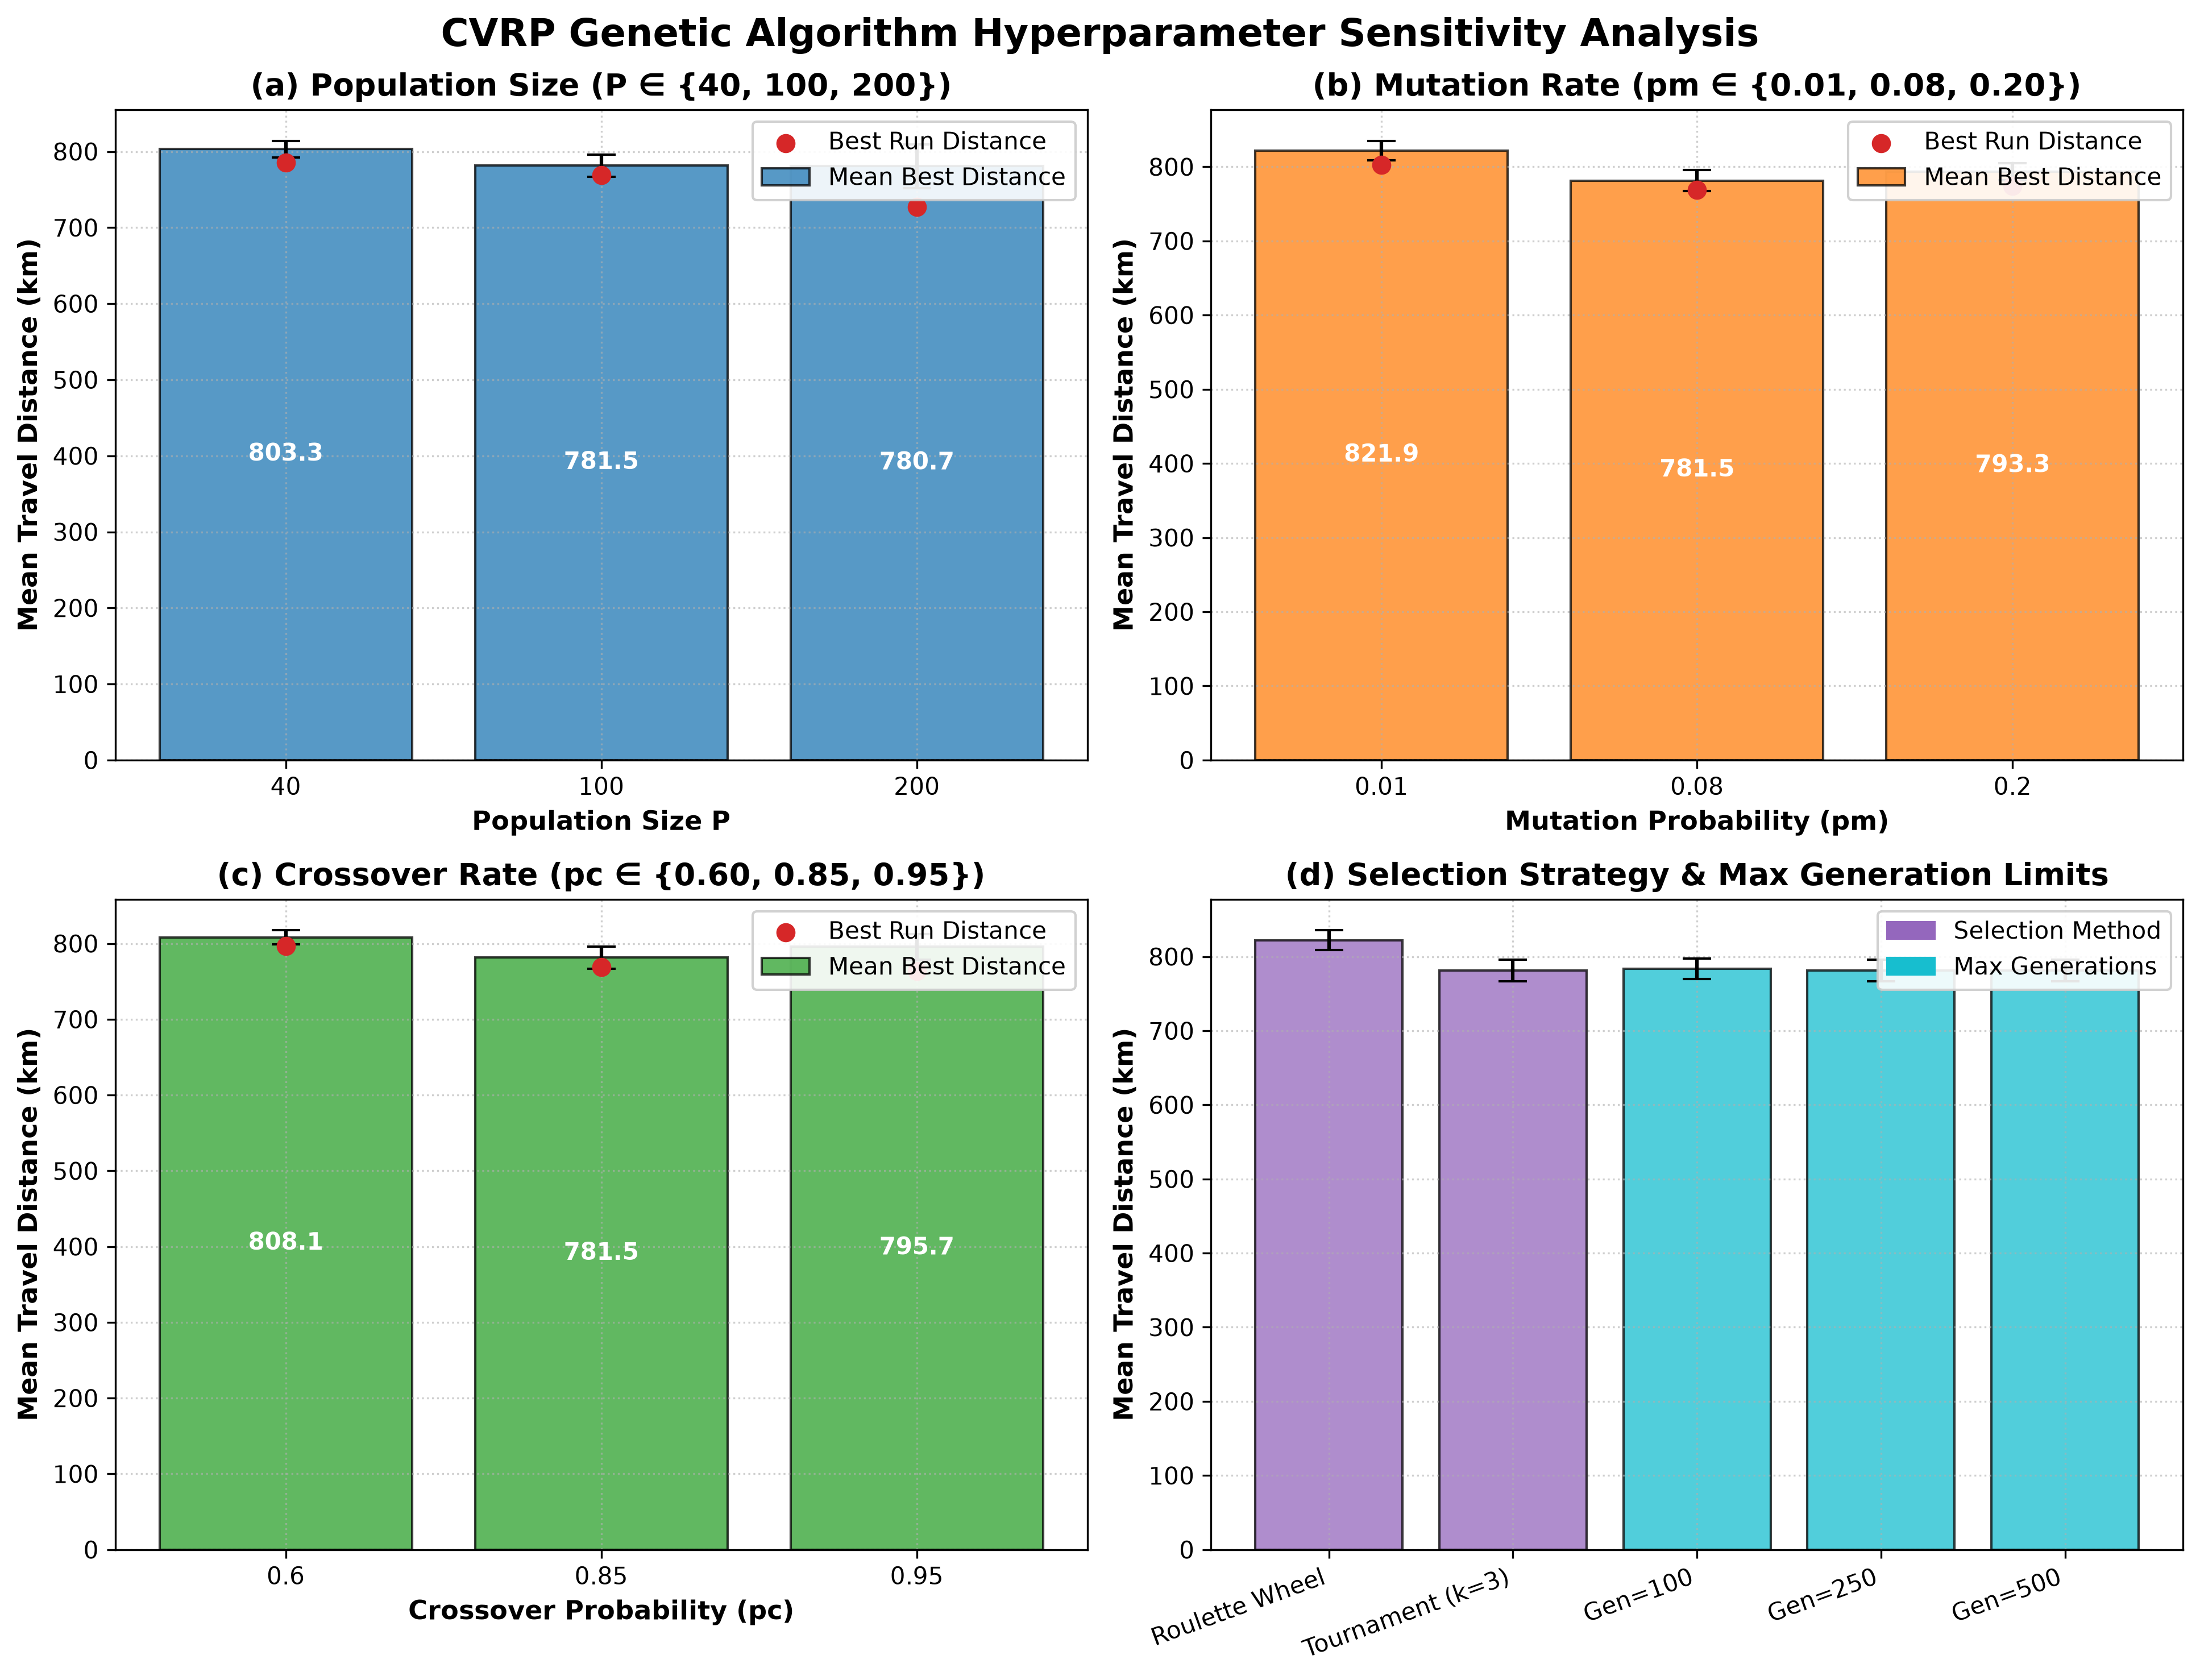 CVRP Genetic Algorithm Hyperparameter Sensitivity Analysis
(a) Population Size (P ∈ {40, 100, 200})
Best Run Distance
Mean Best Distance
Mean Travel Distance (km)
800
700
600
500
400
300
200
100
0
803.3
781.5
780.7
40
100
200
Population Size P
(b) Mutation Rate (pm ∈ {0.01, 0.08, 0.20})
Best Run Distance
Mean Best Distance
Mean Travel Distance (km)
800
700
600
500
400
300
200
100
0
821.9
781.5
793.3
0.01
0.08
0.2
Mutation Probability (pm)
(c) Crossover Rate (pc ∈ {0.60, 0.85, 0.95})
Best Run Distance
Mean Best Distance
Mean Travel Distance (km)
800
700
600
500
400
300
200
100
0
808.1
781.5
795.7
0.6
0.85
0.95
Crossover Probability (pc)
(d) Selection Strategy & Max Generation Limits
Selection Method
Max Generations
Mean Travel Distance (km)
800
700
600
500
400
300
200
100
0
Roulette Wheel
Tournament (k=3)
Gen=100
Gen=250
Gen=500